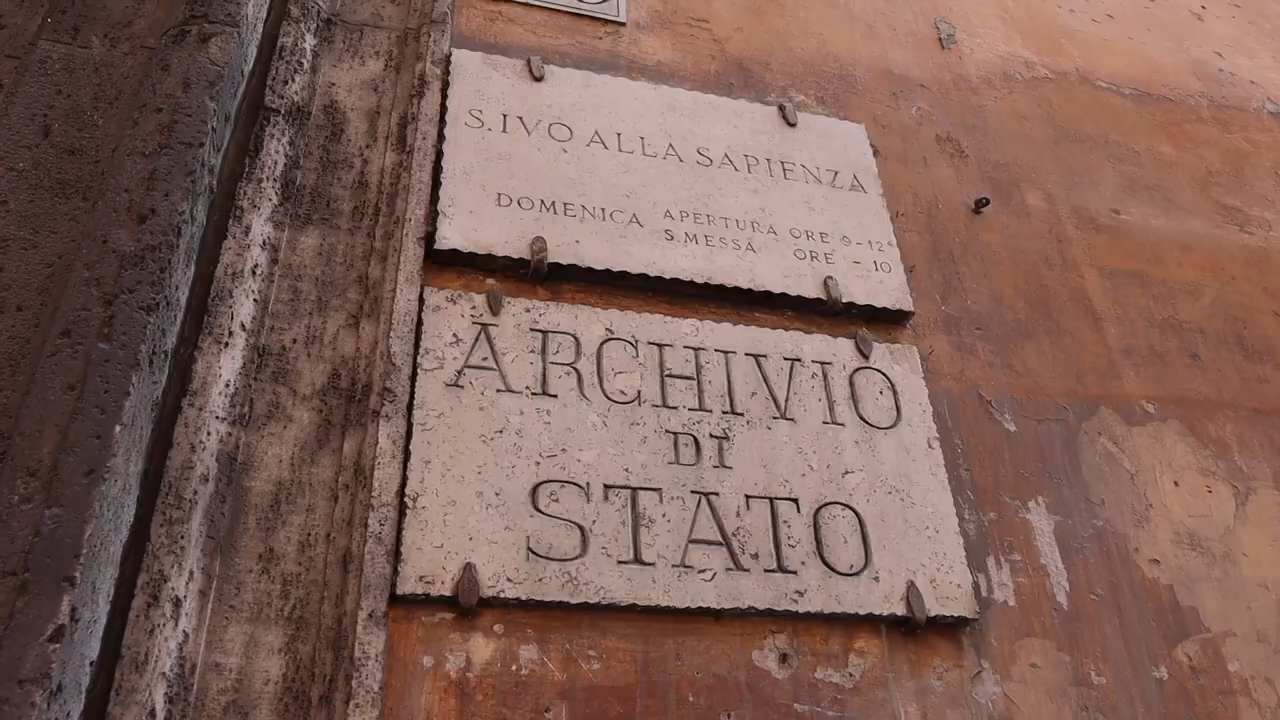 S. IVO ALLA SAPIENZA
DOMENICA APERTURA ORE 9-12
S. MESSA ORE - 10
ARCHIVIO
DI
STATO